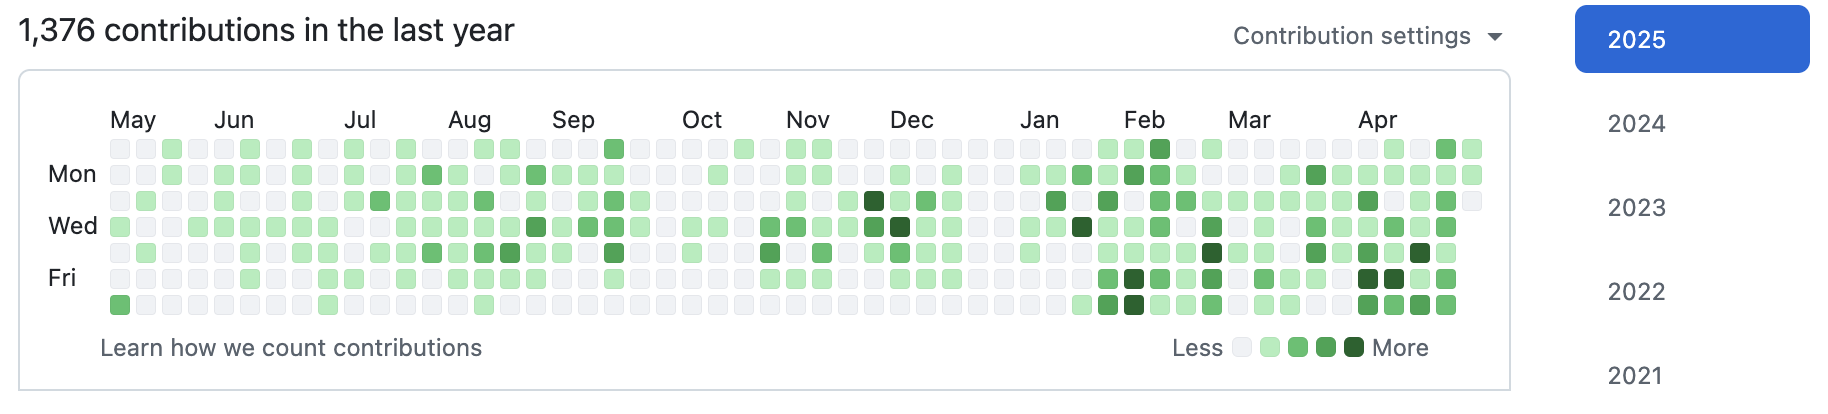 1,376 contributions in the last year
Contribution settings
2025
2024
2023
2022
2021
May Jun Jul Aug Sep Oct Nov Dec Jan Feb Mar Apr
Mon
Wed
Fri
Learn how we count contributions
Less More